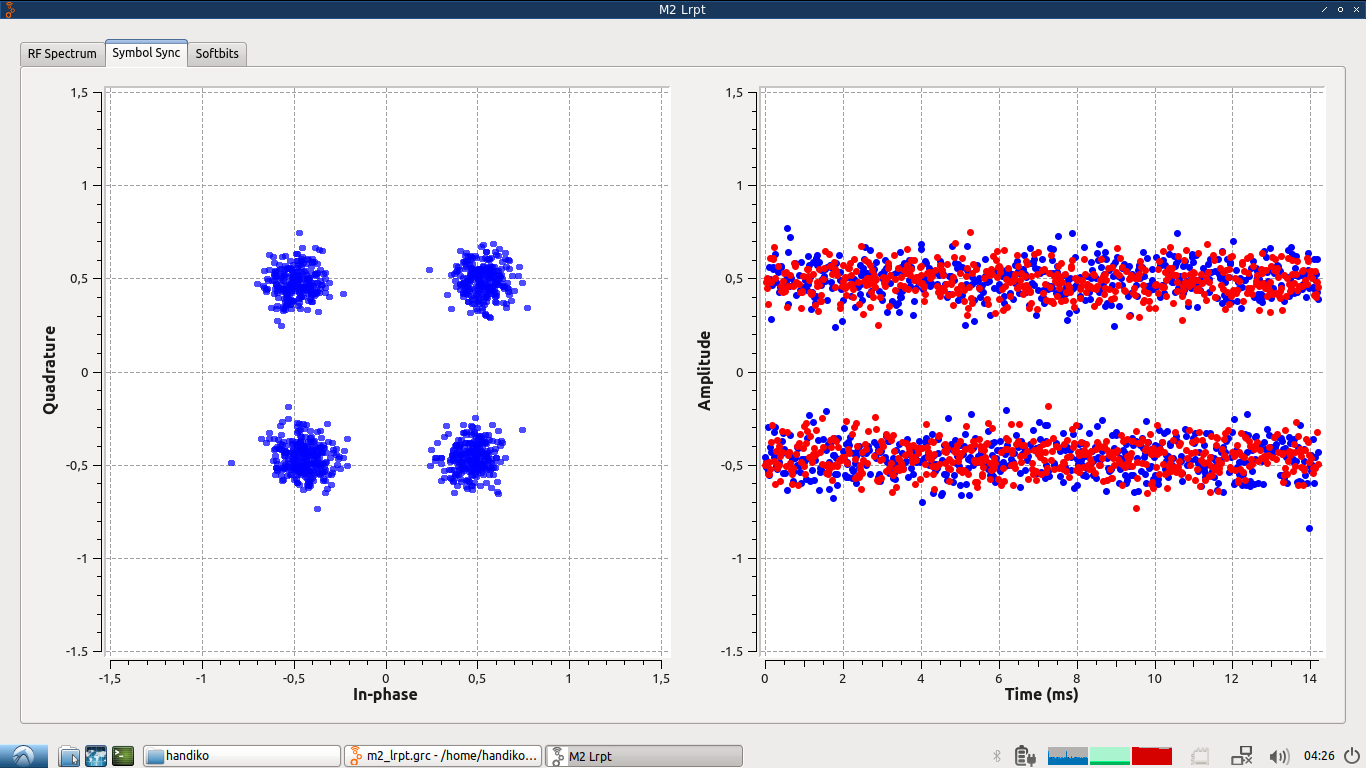 M2 Lrpt
RF Spectrum Symbol Sync Softbits
1,5
1
0,5
0
-0,5
-1
-1.5
Quadrature
-1,5 -1 -0,5 0 0,5 1 1,5
In-phase
1,5
1
0,5
0
-0,5
-1
-1.5
Amplitude
0 2 4 6 8 10 12 14
Time (ms)
handiko m2_lrpt.grc - /home/handiko... M2 Lrpt 04:26